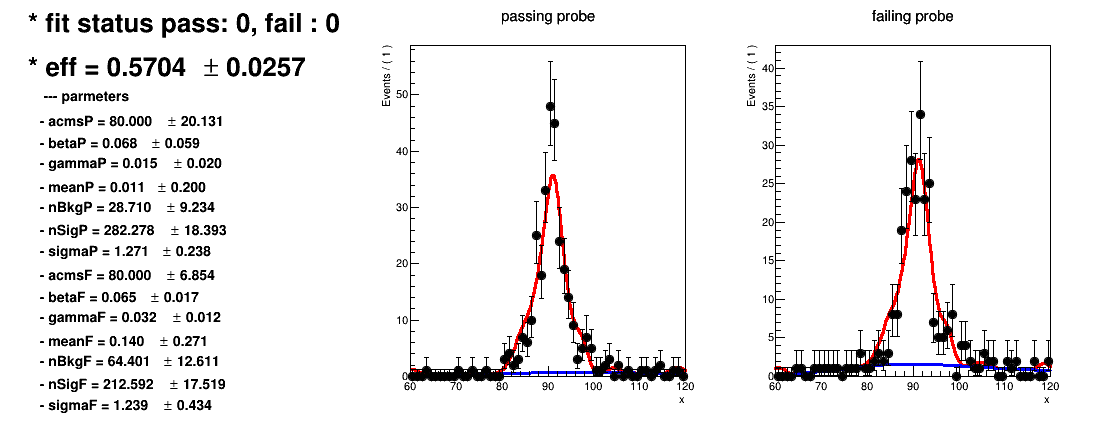 * fit status pass: 0, fail : 0
* eff = 0.5704 ± 0.0257
--- parmeters
- acmsP = 80.000 ± 20.131
- betaP = 0.068 ± 0.059
- gammaP = 0.015 ± 0.020
- meanP = 0.011 ± 0.200
- nBkgP = 28.710 ± 9.234
- nSigP = 282.278 ± 18.393
- sigmaP = 1.271 ± 0.238
- acmsF = 80.000 ± 6.854
- betaF = 0.065 ± 0.017
- gammaF = 0.032 ± 0.012
- meanF = 0.140 ± 0.271
- nBkgF = 64.401 ± 12.611
- nSigF = 212.592 ± 17.519
- sigmaF = 1.239 ± 0.434
passing probe
Events / ( 1 )
50
40
30
20
10
0
60 70 80 90 100 110 120
x
failing probe
Events / ( 1 )
40
35
30
25
20
15
10
5
0
60 70 80 90 100 110 120
x